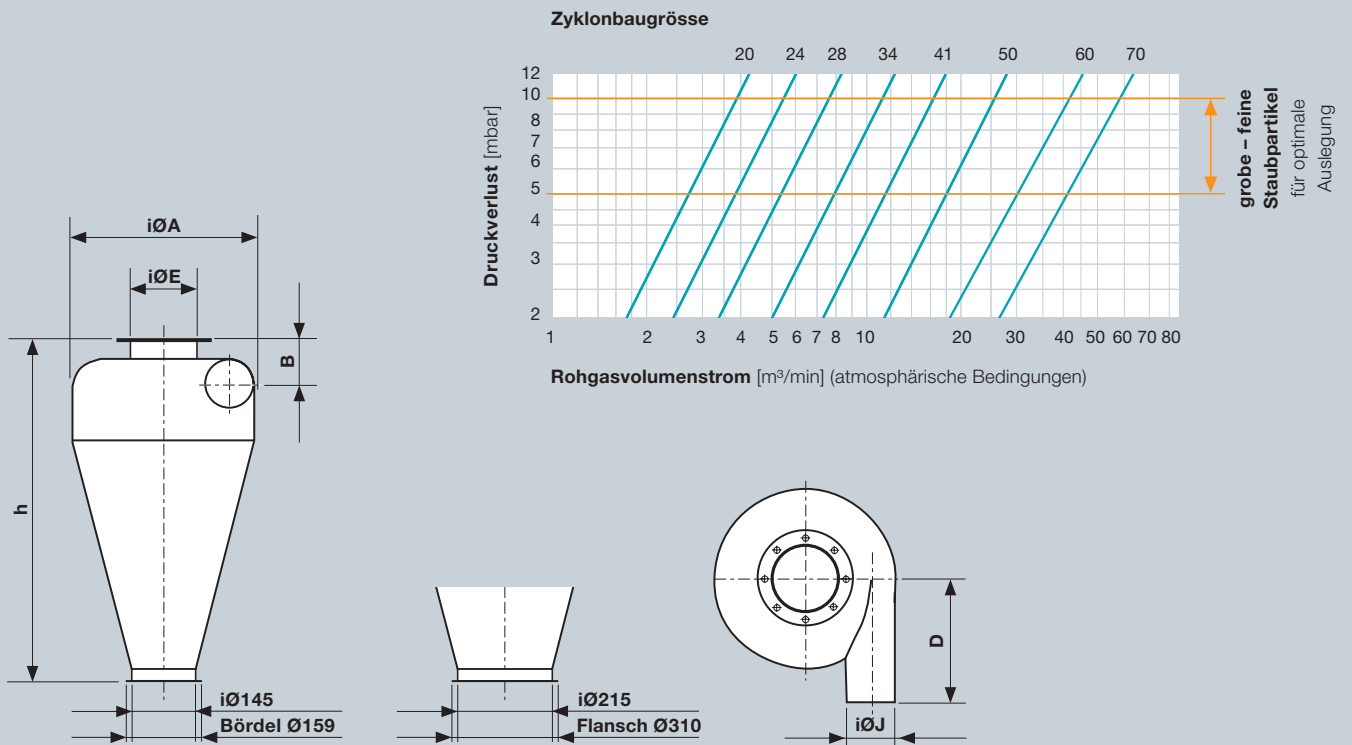 Zyklonbaugrösse
20 24 28 34 41 50 60 70
12
10
8
7
6
5
4
3
2
Druckverlust [mbar]
1 2 3 4 5 6 7 8 10 20 30 40 50 60 70 80
Rohgasvolumenstrom [m³/min] (atmosphärische Bedingungen)
grobe – feine
Staubpartikel
für optimale
Auslegung
iØA
iØE
B
h
iØ145
Bördel Ø159
iØ215
Flansch Ø310
D
iØJ